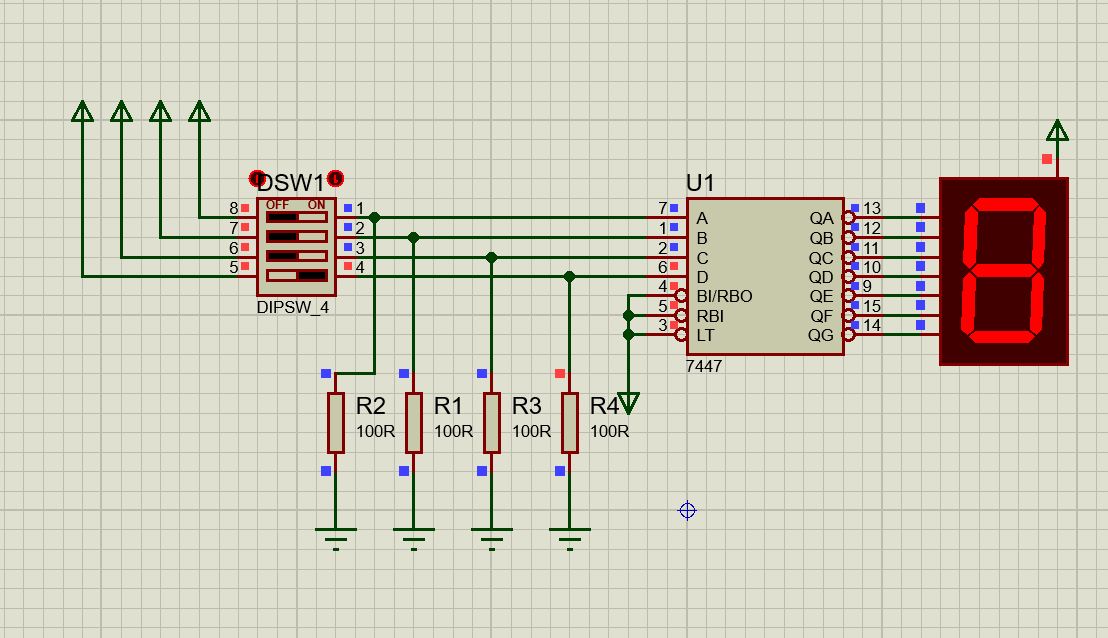 DSW1
OFF ON
8 1
7 2
6 3
5 4
DIPSW_4
U1
7 A QA 13
1 B QB 12
2 C QC 11
6 D QD 10
4 BI/RBO QE 9
5 RBI QF 15
3 LT QG 14
7447
R2
100R
R1
100R
R3
100R
R4
100R